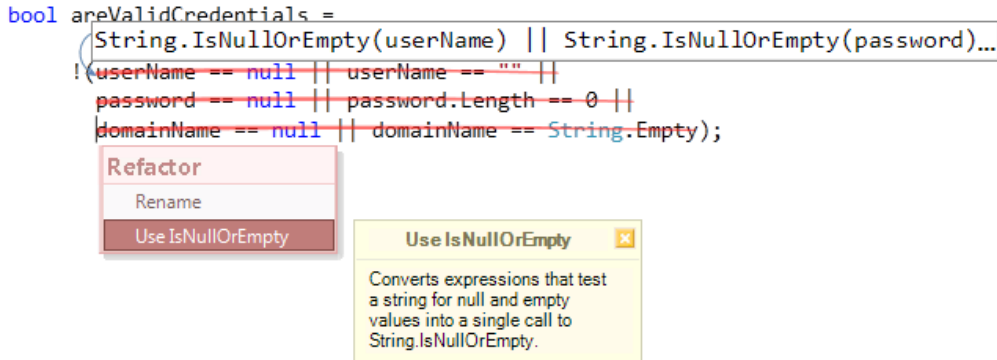 bool areValidCredentials =
String.IsNullOrEmpty(userName) || String.IsNullOrEmpty(password)...
!(userName == null || userName == "" ||
password == null || password.Length == 0 ||
domainName == null || domainName == String.Empty);
Refactor
Rename
Use IsNullOrEmpty
Use IsNullOrEmpty
Converts expressions that test
a string for null and empty
values into a single call to
String.IsNullOrEmpty.